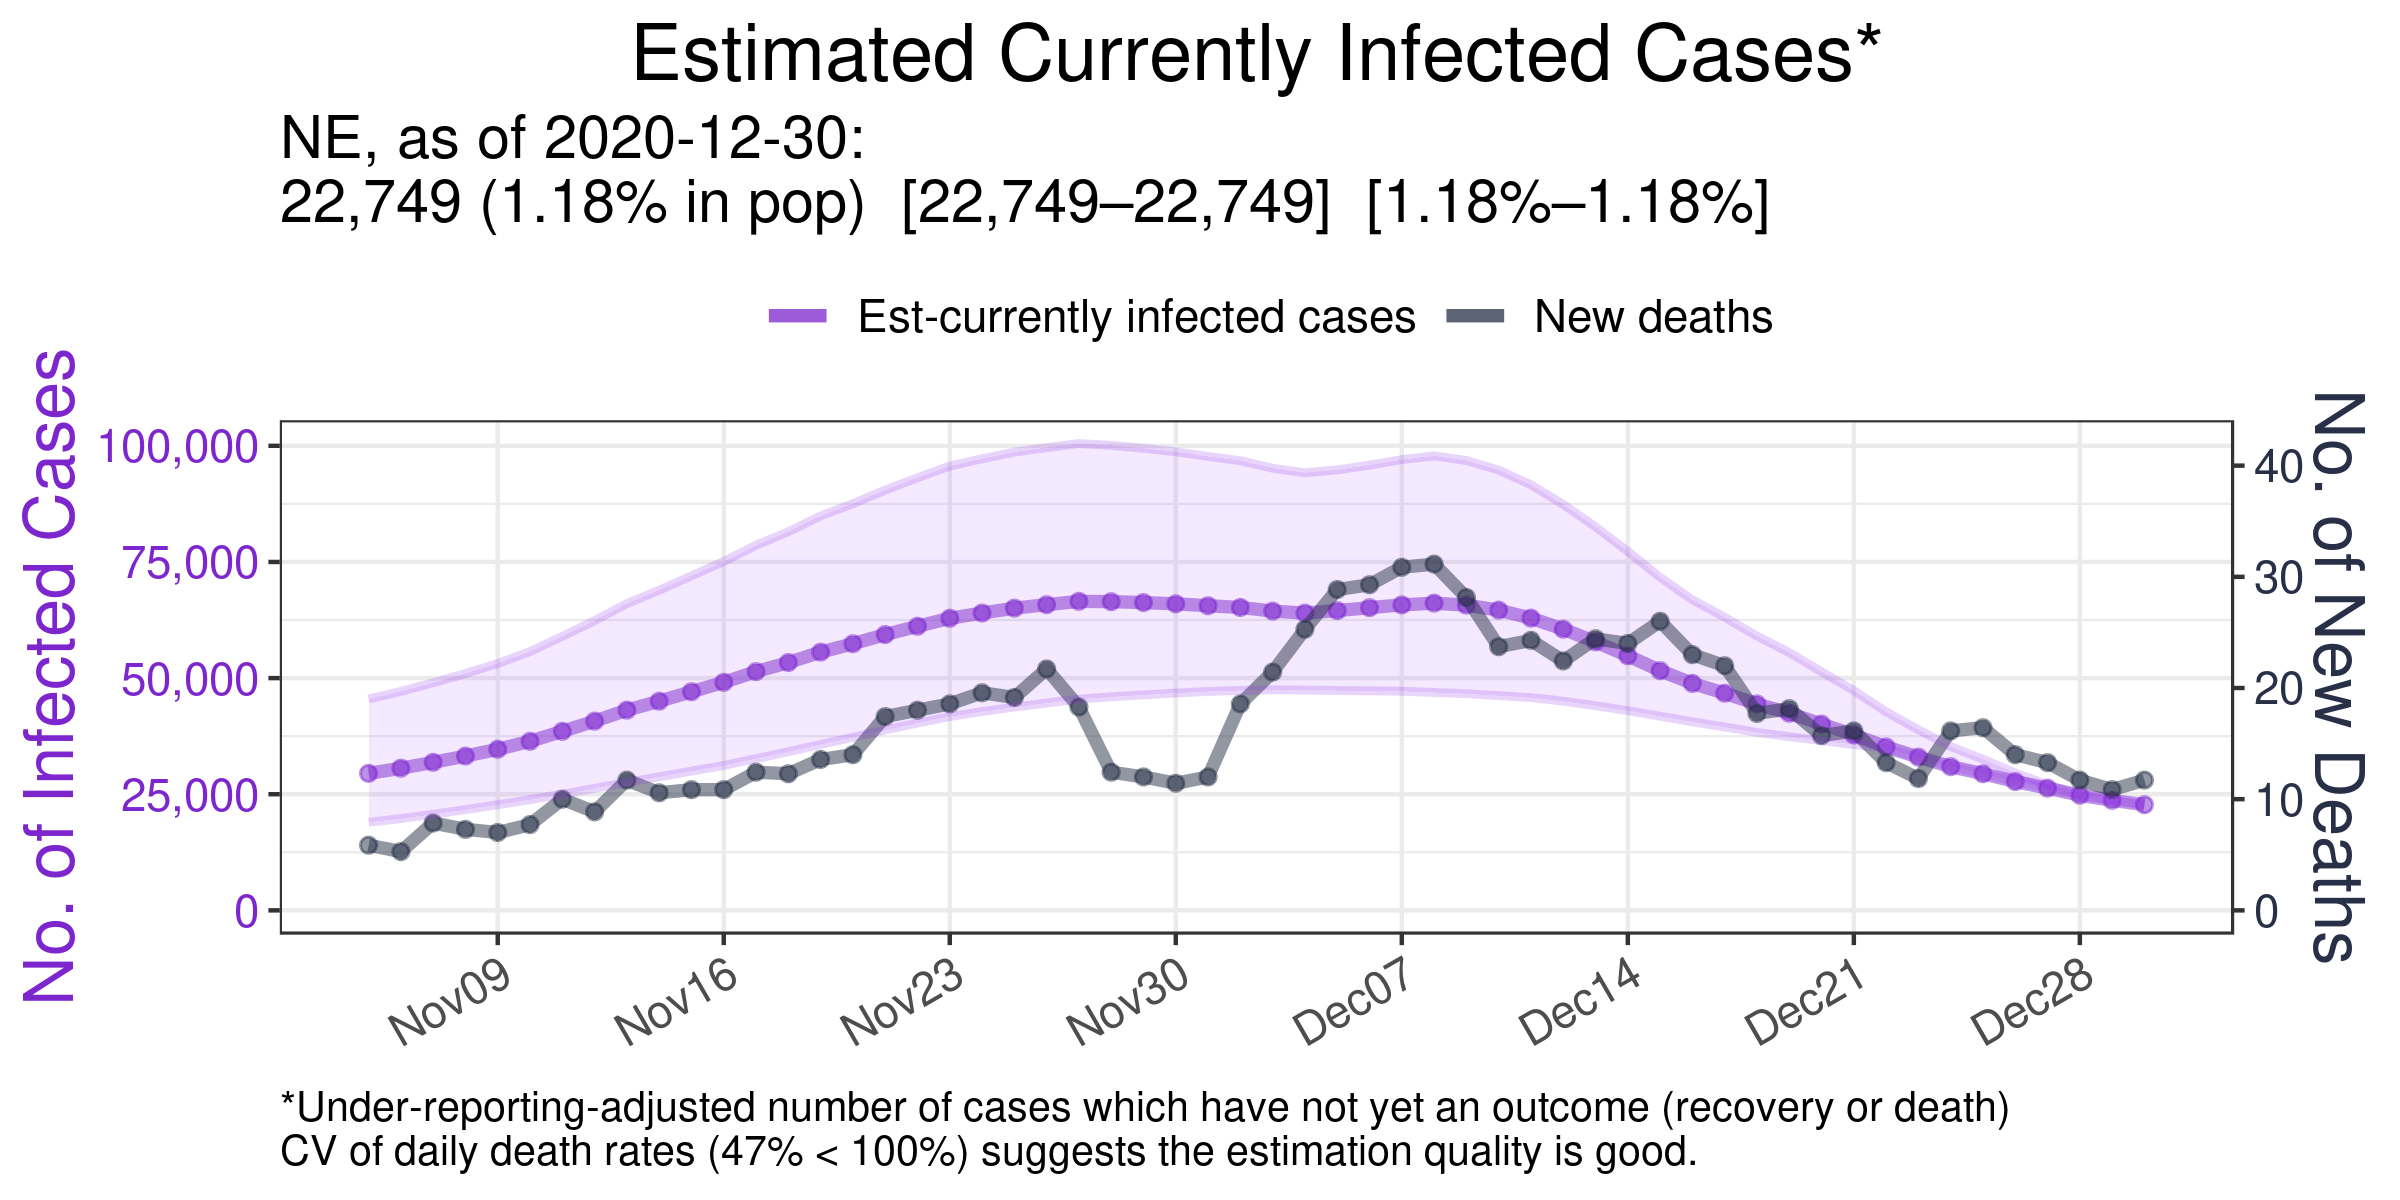 Estimated Currently Infected Cases*
NE, as of 2020-12-30:
22,749 (1.18% in pop)  [22,749–22,749]  [1.18%–1.18%]
Est-currently infected cases
New deaths
No. of Infected Cases
100,000
75,000
50,000
25,000
0
No. of New Deaths
40
30
20
10
0
Nov09
Nov16
Nov23
Nov30
Dec07
Dec14
Dec21
Dec28
*Under-reporting-adjusted number of cases which have not yet an outcome (recovery or death)
CV of daily death rates (47% < 100%) suggests the estimation quality is good.